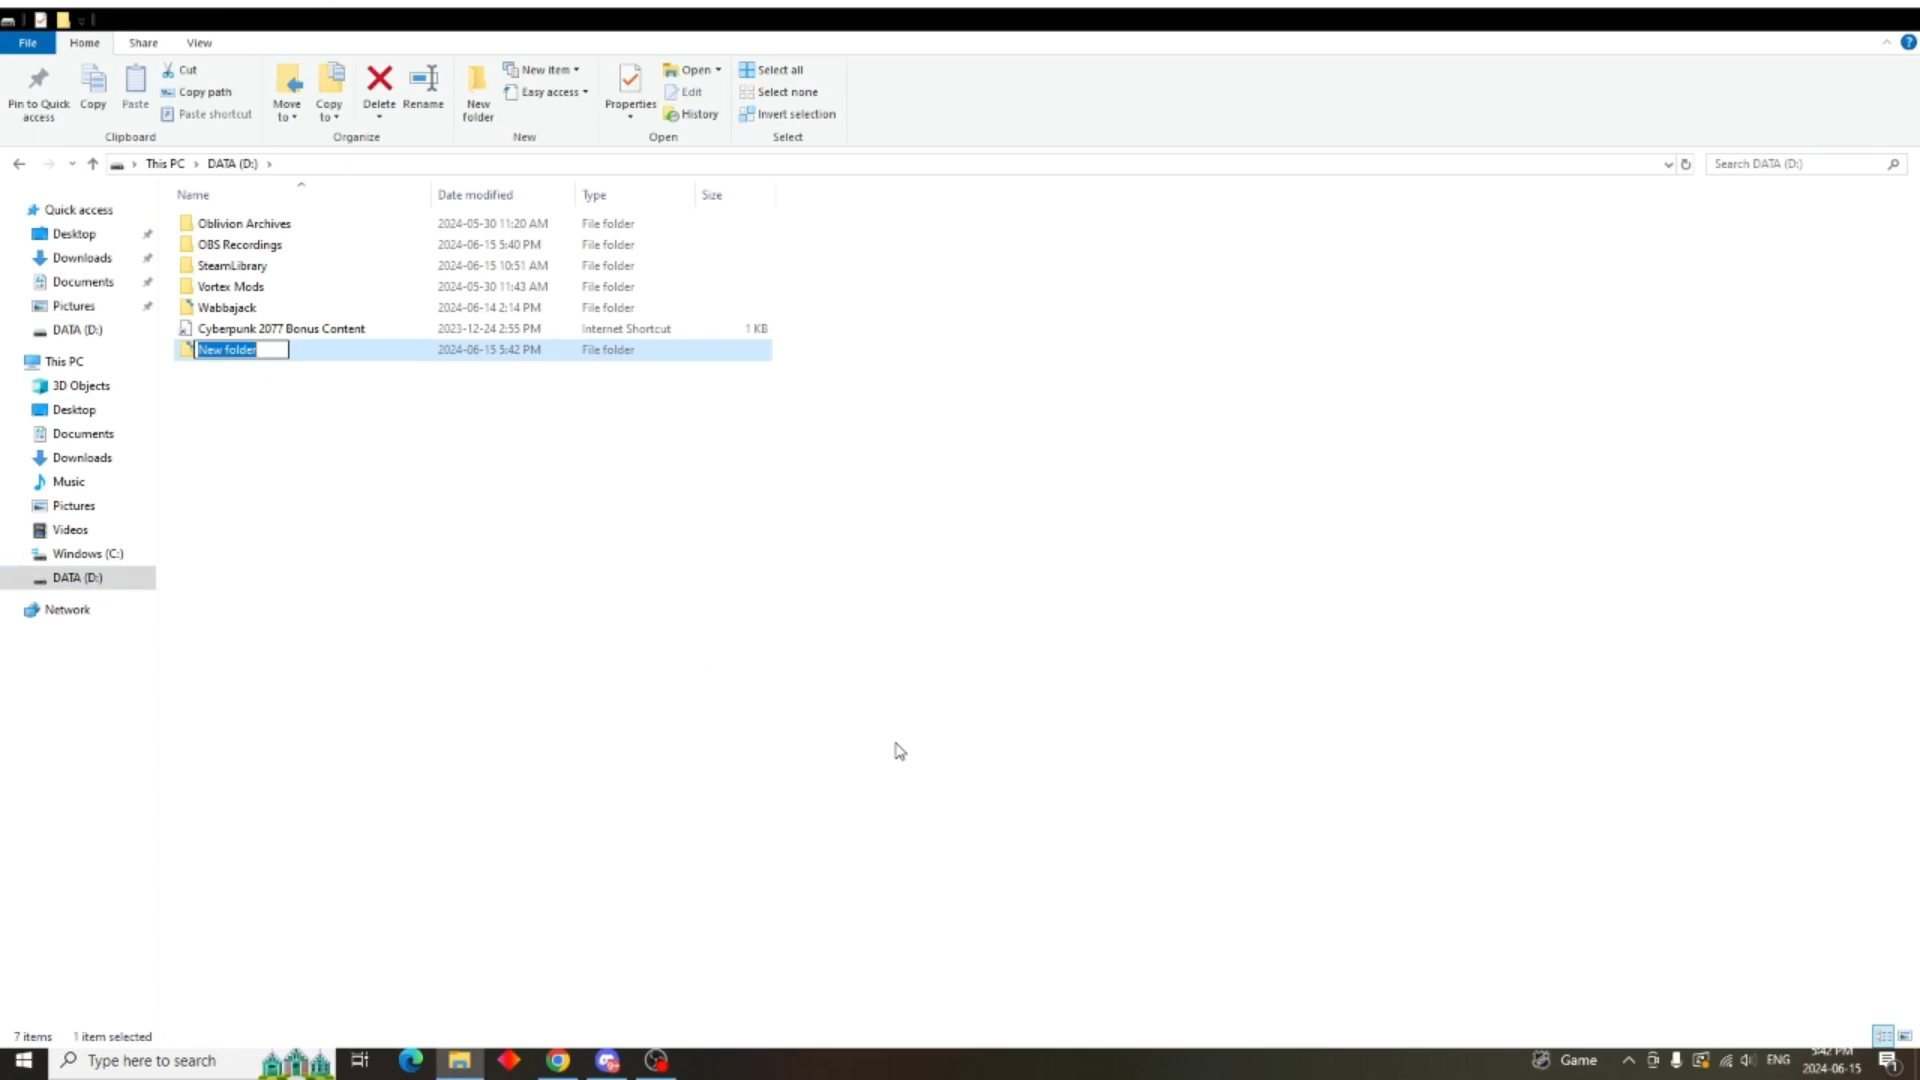 File Home Share View
Pin to Quick access
Copy
Paste
Cut
Copy path
Paste shortcut
Clipboard
Move to
Copy to
Delete
Rename
Organize
New folder
New item
Easy access
New
Properties
Open
Edit
History
Open
Select all
Select none
Invert selection
Select
This PC > DATA (D:) >
Search DATA (D:)
Name Date modified Type Size
Oblivion Archives 2024-05-30 11:20 AM File folder
OBS Recordings 2024-06-15 5:40 PM File folder
SteamLibrary 2024-06-15 10:51 AM File folder
Vortex Mods 2024-05-30 11:43 AM File folder
Wabbajack 2024-06-14 2:14 PM File folder
Cyberpunk 2077 Bonus Content 2023-12-24 2:55 PM Internet Shortcut 1 KB
New folder 2024-06-15 5:42 PM File folder
Quick access
Desktop
Downloads
Documents
Pictures
DATA (D:)
This PC
3D Objects
Desktop
Documents
Downloads
Music
Pictures
Videos
Windows (C:)
DATA (D:)
Network
7 items 1 item selected
Type here to search
Game
ENG
5:42 PM
2024-06-15
1